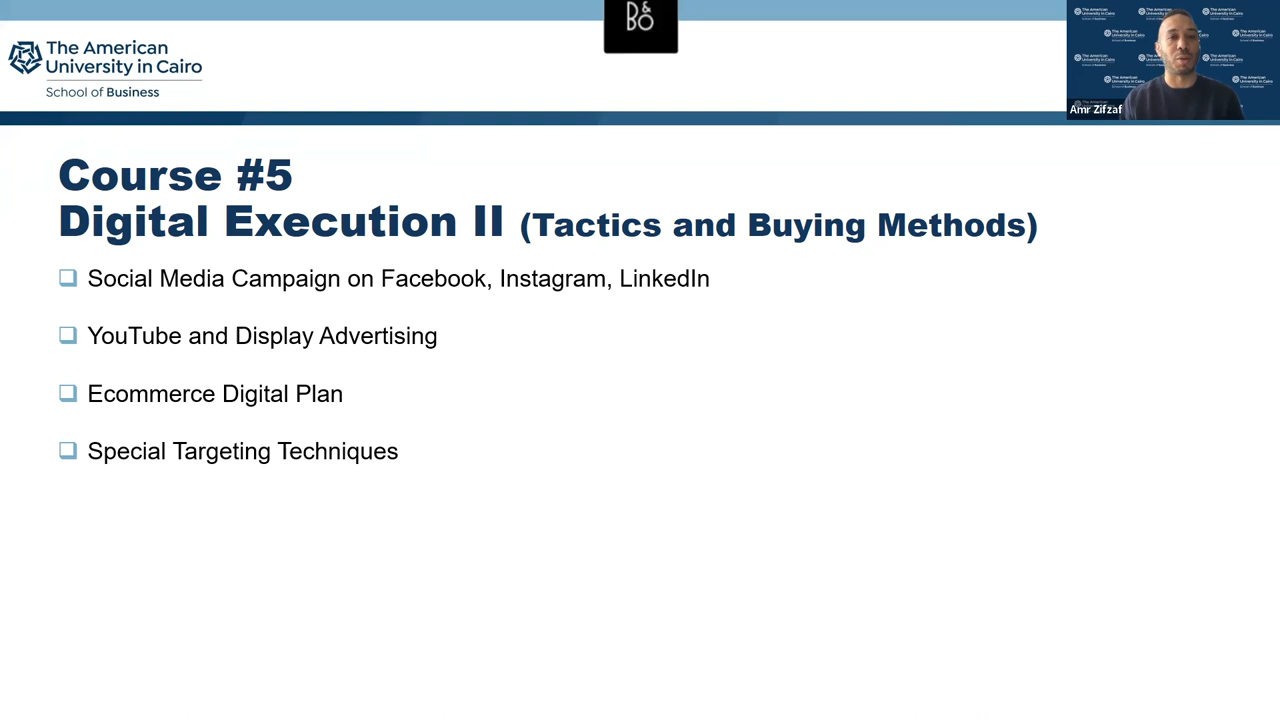 D&
BO
The American
University in Cairo
School of Business
Amr Zifzaf
Course #5
Digital Execution II (Tactics and Buying Methods)
Social Media Campaign on Facebook, Instagram, LinkedIn
YouTube and Display Advertising
Ecommerce Digital Plan
Special Targeting Techniques